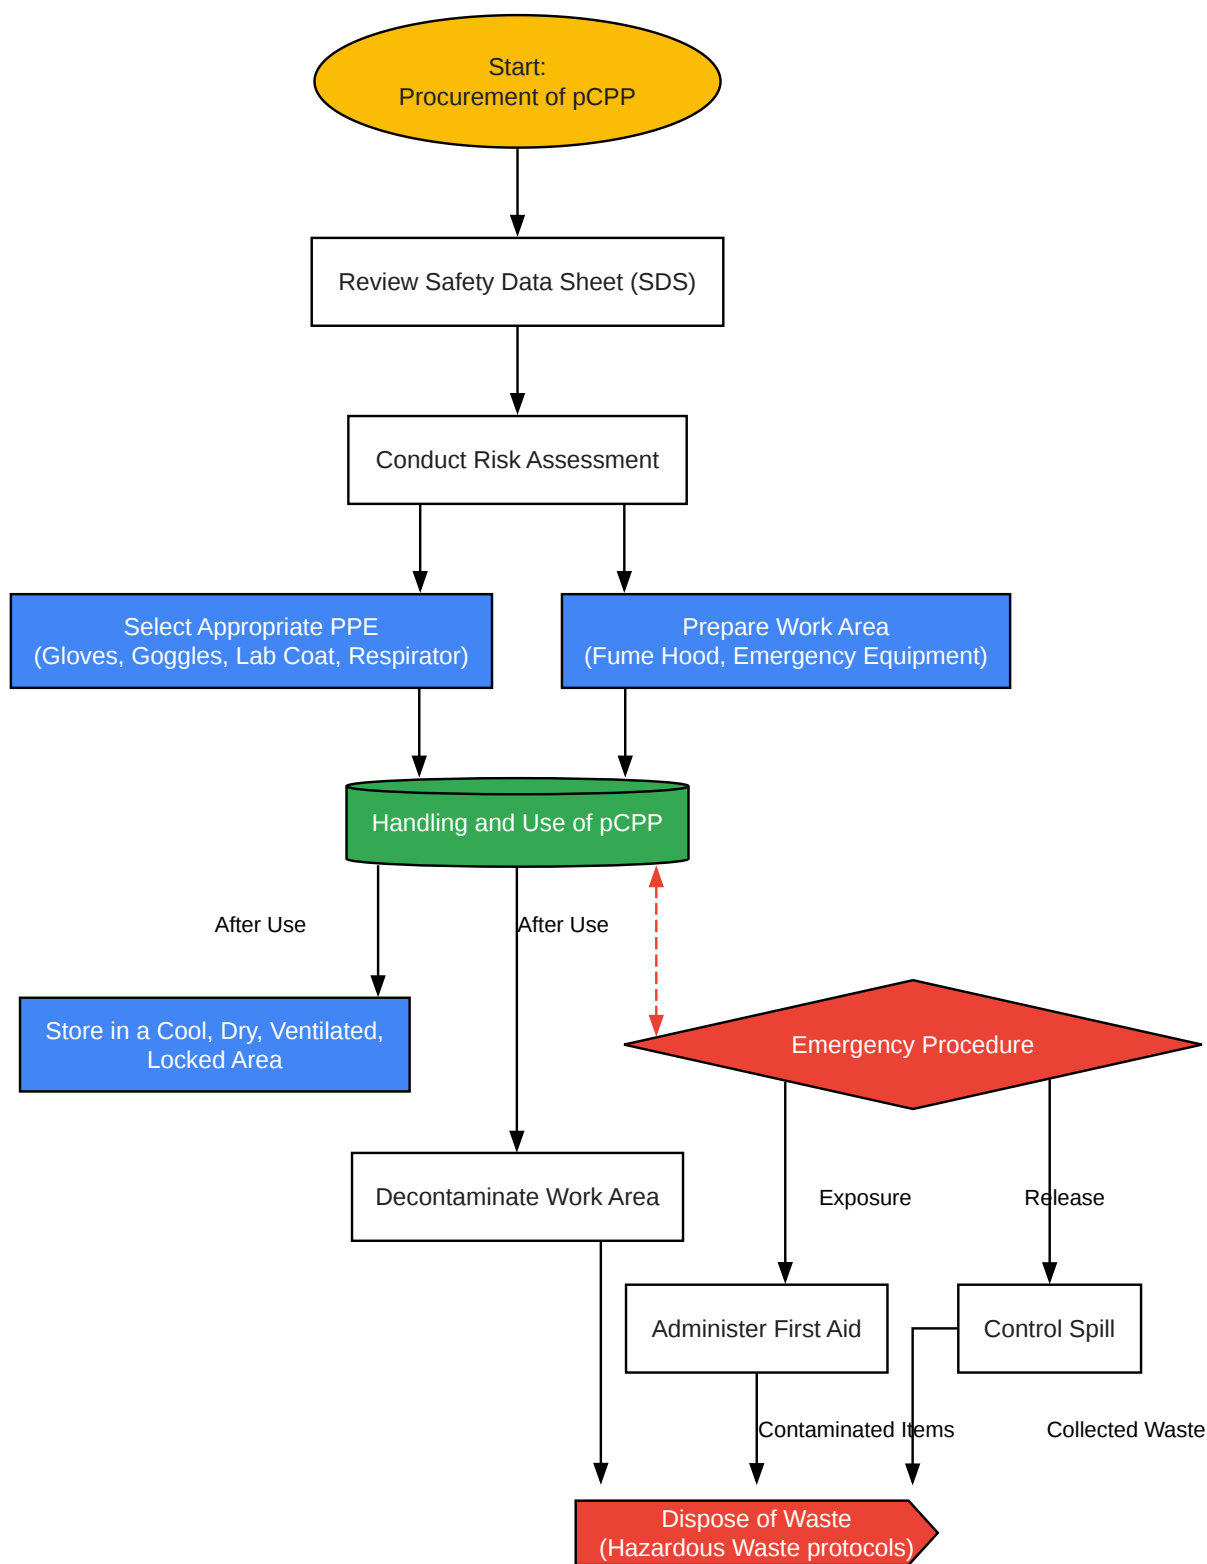 Start:
Procurement of pCPP
Review Safety Data Sheet (SDS)
Conduct Risk Assessment
Select Appropriate PPE
(Gloves, Goggles, Lab Coat, Respirator)
Prepare Work Area
(Fume Hood, Emergency Equipment)
Handling and Use of pCPP
After Use
After Use
Store in a Cool, Dry, Ventilated,
Locked Area
Emergency Procedure
Decontaminate Work Area
Exposure
Release
Administer First Aid
Control Spill
Contaminated Items
Collected Waste
Dispose of Waste
(Hazardous Waste protocols)